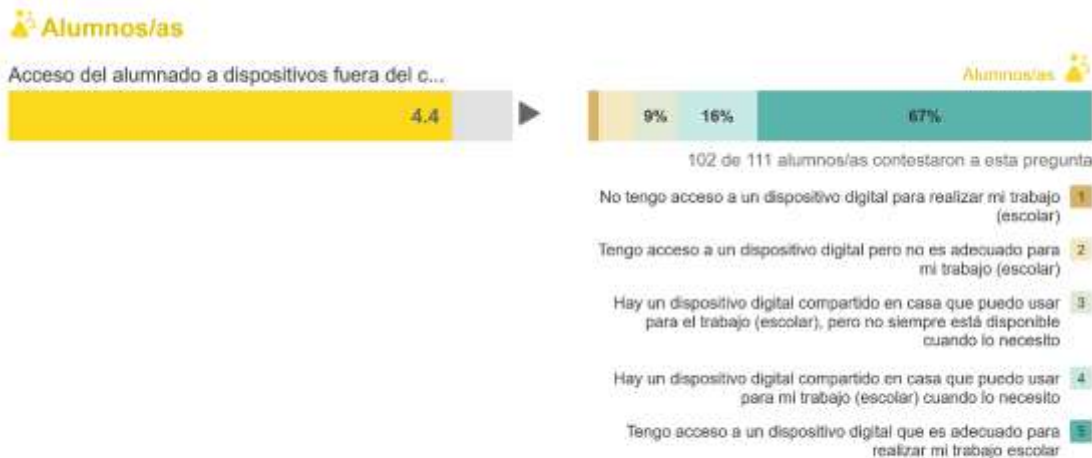 Alumnos/as
Acceso del alumnado a dispositivos fuera del c...
4.4
Alumnos/as
9% 16% 67%
102 de 111 alumnos/as contestaron a esta pregunta
No tengo acceso a un dispositivo digital para realizar mi trabajo 1
(escolar)
Tengo acceso a un dispositivo digital pero no es adecuado para 2
mi trabajo (escolar)
Hay un dispositivo digital compartido en casa que puedo usar 3
para el trabajo (escolar), pero no siempre está disponible
cuando lo necesito
Hay un dispositivo digital compartido en casa que puedo usar 4
para mi trabajo (escolar) cuando lo necesito
Tengo acceso a un dispositivo digital que es adecuado para 5
realizar mi trabajo escolar